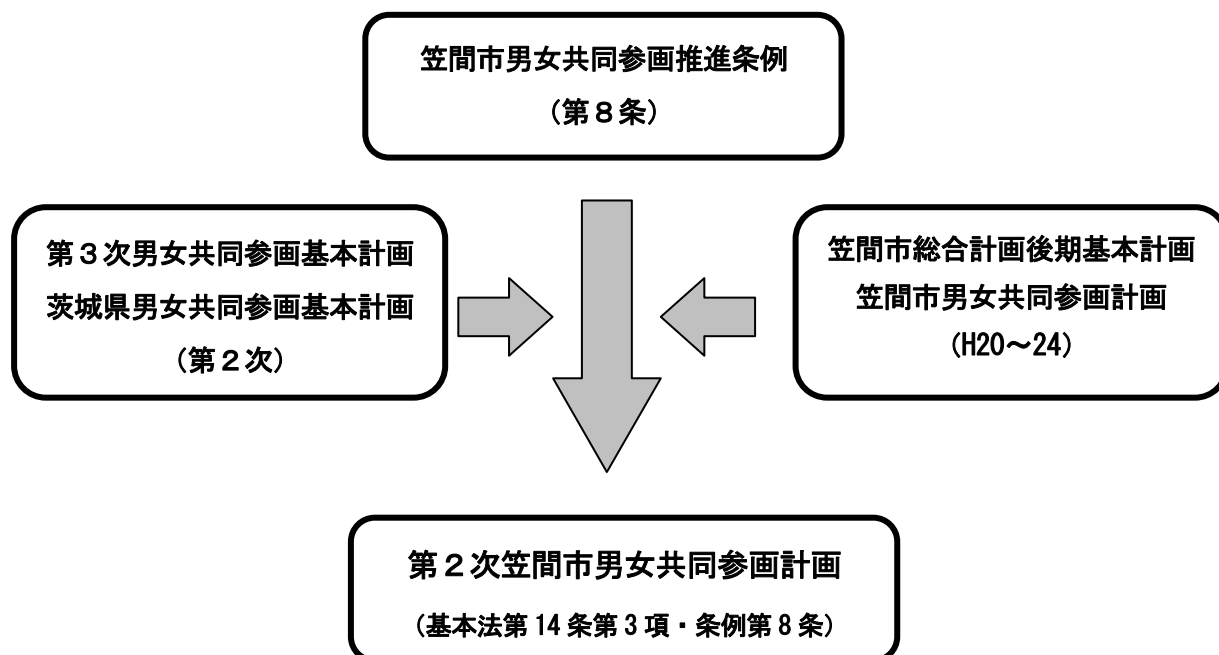 笠間市男女共同参画推進条例
（第８条）
第３次男女共同参画基本計画
茨城県男女共同参画基本計画
（第２次）
笠間市総合計画後期基本計画
笠間市男女共同参画計画
（H20～24）
第２次笠間市男女共同参画計画
（基本法第 14 条第 3 項・条例第 8 条）